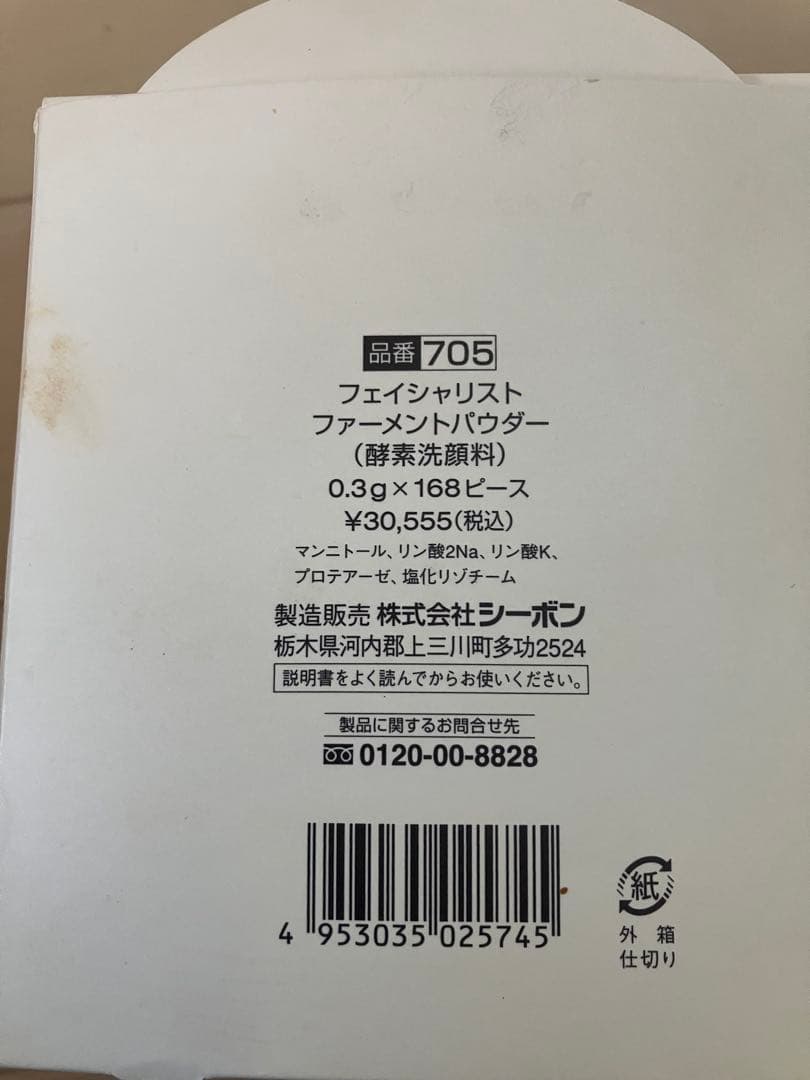 品番705
フェイシャリスト
ファーメントパウダー
(酵素洗顔料)
0.3g×168ピース
¥30,555(税込)
マンニトール、リン酸2Na、リン酸K、
プロテアーゼ、塩化リゾチーム
製造販売 株式会社シーボン
栃木県河内郡上三川町多功2524
説明書をよく読んでからお使いください。
製品に関するお問合せ先
0120-00-8828
4 953035 025745
紙
外箱
仕切り